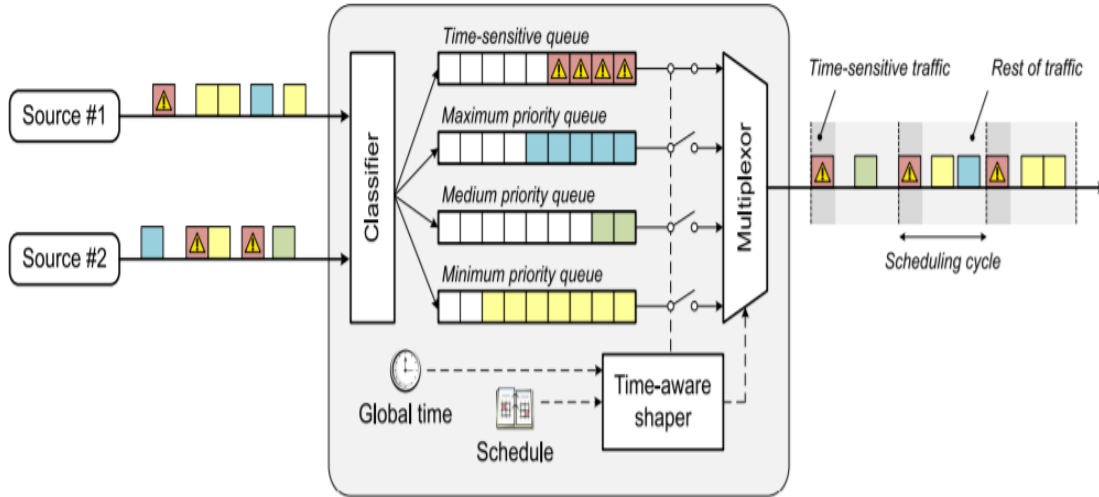 Source #1
Source #2
Classifier
Time-sensitive queue
Maximum priority queue
Medium priority queue
Minimum priority queue
Global time
Schedule
Time-aware
shaper
Multiplexor
Time-sensitive traffic
Rest of traffic
Scheduling cycle